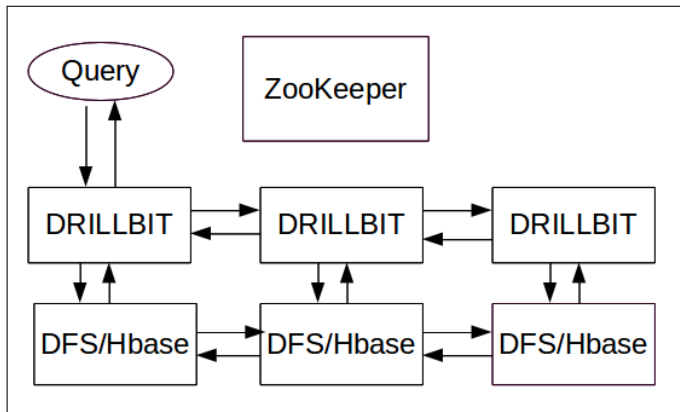 Query
ZooKeeper
DRILLBIT
DRILLBIT
DRILLBIT
DFS/Hbase
DFS/Hbase
DFS/Hbase